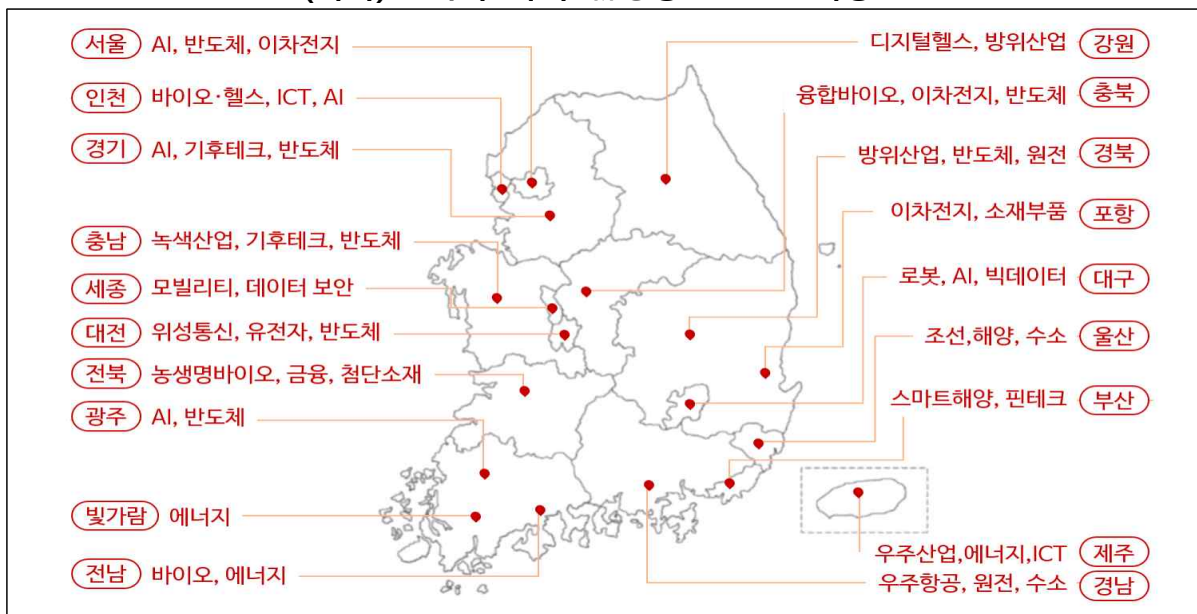 서울 AI, 반도체, 이차전지
인천 바이오·헬스, ICT, AI
경기 AI, 기후테크, 반도체
충남 녹색산업, 기후테크, 반도체
세종 모빌리티, 데이터 보안
대전 위성통신, 유전자, 반도체
전북 농생명바이오, 금융, 첨단소재
광주 AI, 반도체
빛가람 에너지
전남 바이오, 에너지
디지털헬스, 방위산업 강원
융합바이오, 이차전지, 반도체 충북
방위산업, 반도체, 원전 경북
이차전지, 소재부품 포항
로봇, AI, 빅데이터 대구
조선,해양, 수소 울산
스마트해양, 핀테크 부산
우주산업,에너지,ICT 제주
우주항공, 원전, 수소 경남